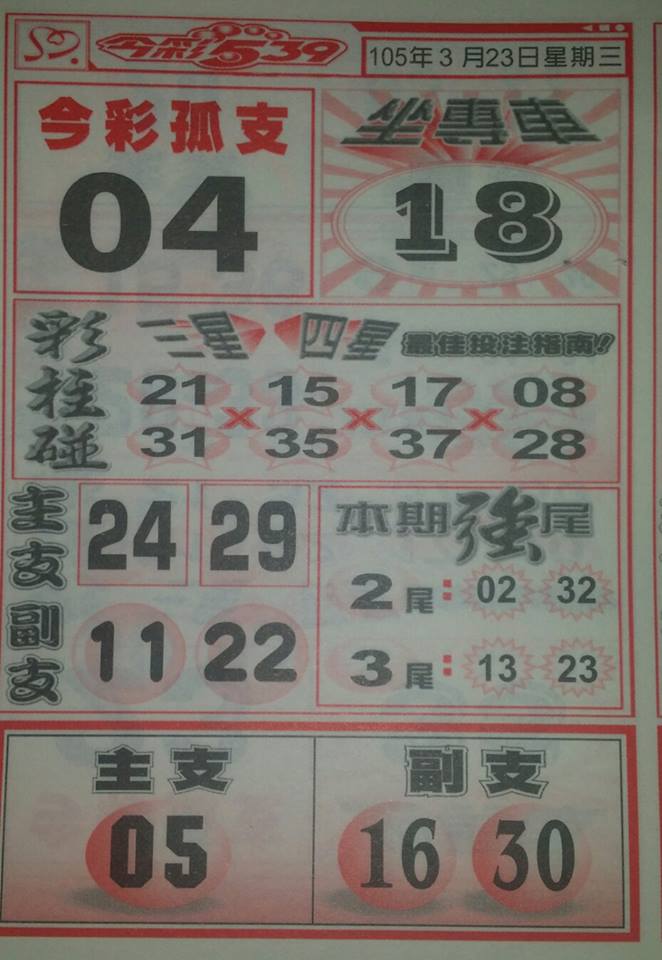 今彩539
105年3月23日星期三
今彩孤支
04
專車
18
彩柱碰
三星 四星 最佳投注指南!
21 × 15 × 17 × 08
31 35 37 28
主支
24 29
副支
11 22
本期強尾
2尾: 02 32
3尾: 13 23
主支
05
副支
16 30